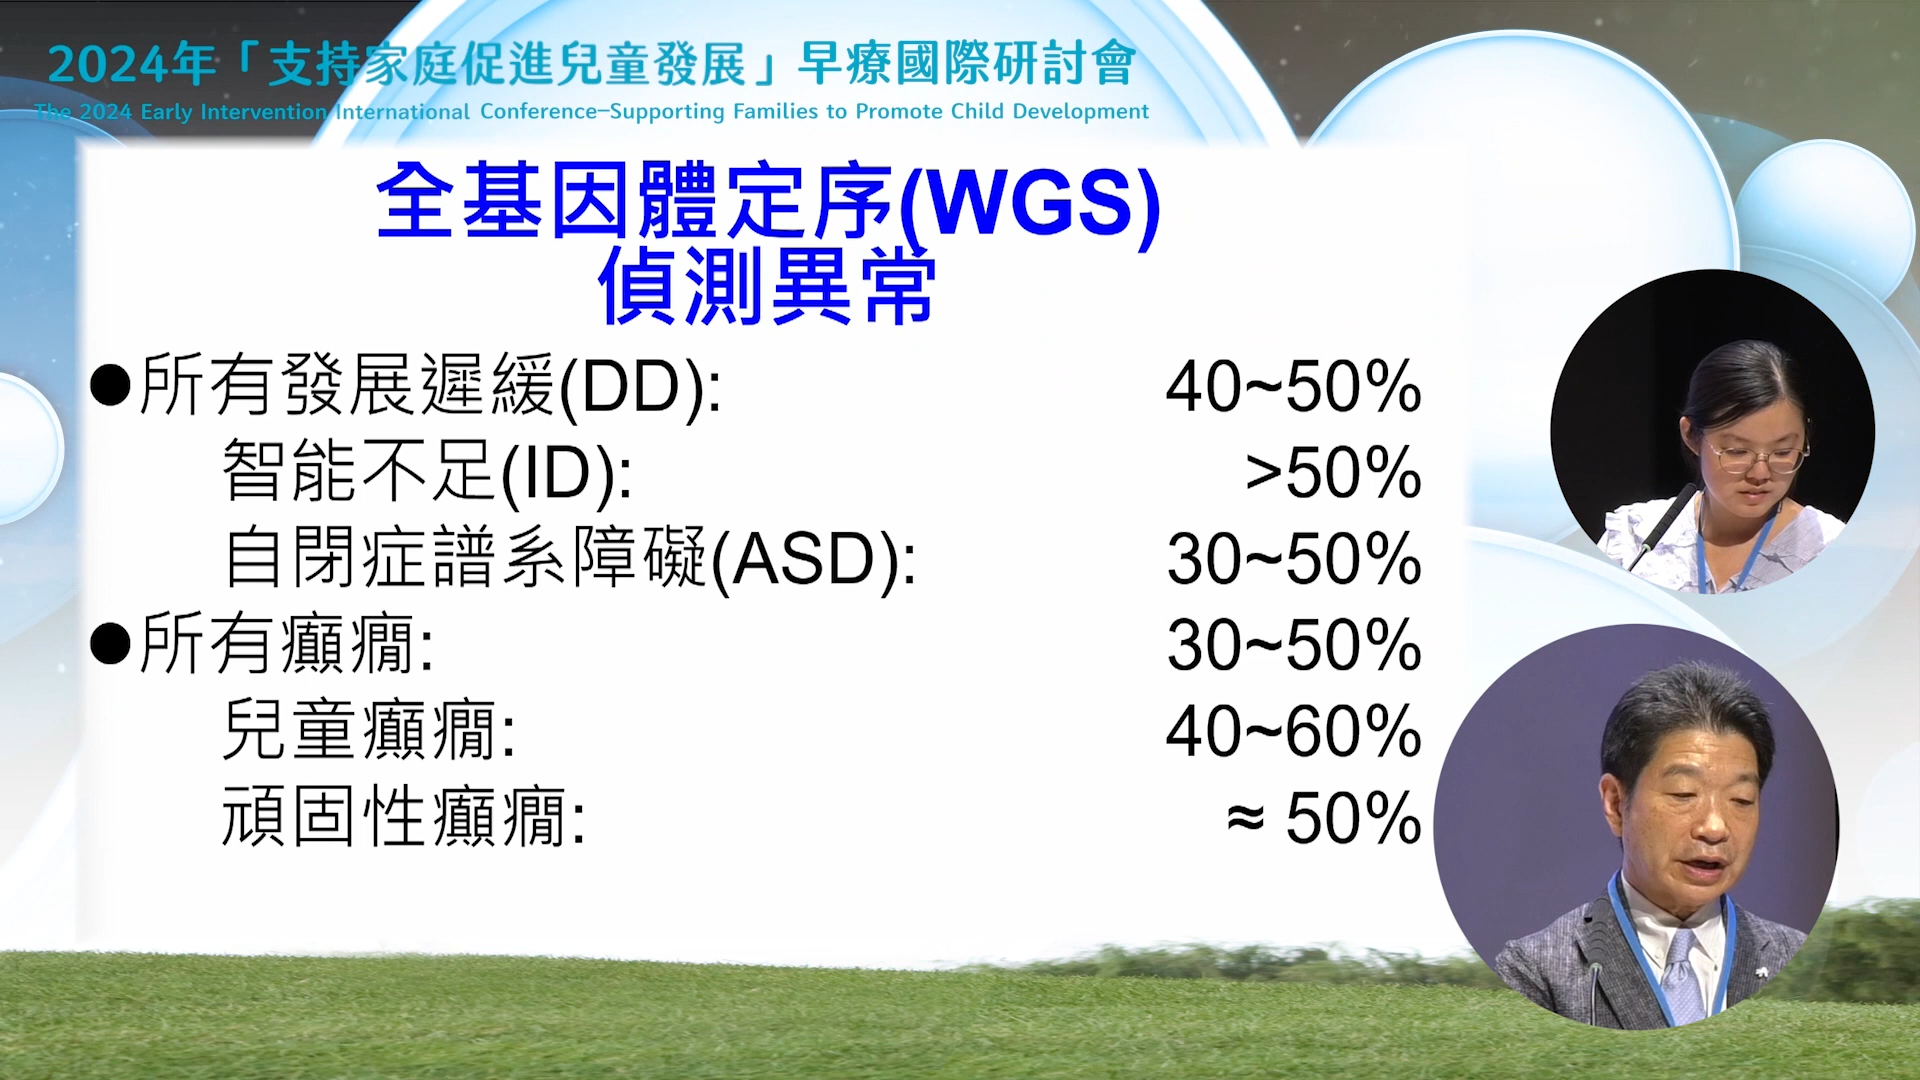 2024年「支持家庭促進兒童發展」早療國際研討會
The 2024 Early Intervention International Conference—Supporting Families to Promote Child Development
全基因體定序(WGS)
偵測異常
●所有發展遲緩(DD): 40~50%
智能不足(ID): >50%
自閉症譜系障礙(ASD): 30~50%
●所有癲癇: 30~50%
兒童癲癇: 40~60%
頑固性癲癇: ≈ 50%